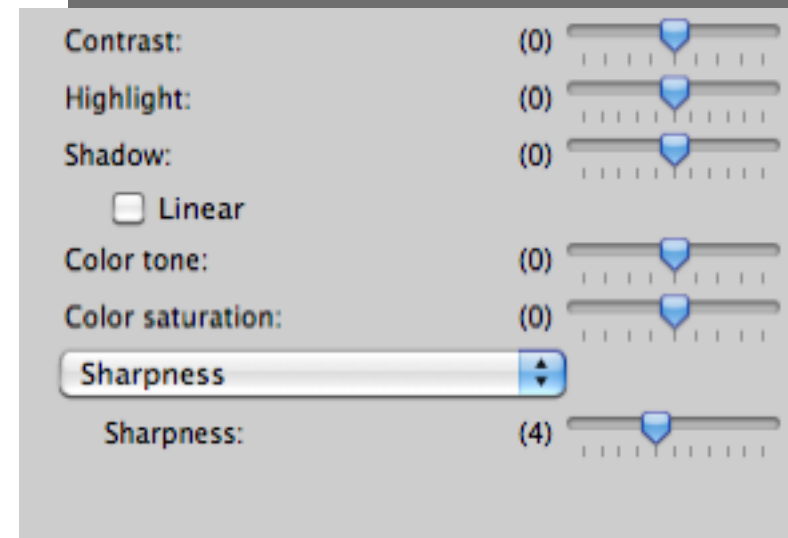 Contrast: (0)
Highlight: (0)
Shadow: (0)
Linear
Color tone: (0)
Color saturation: (0)
Sharpness
Sharpness: (4)